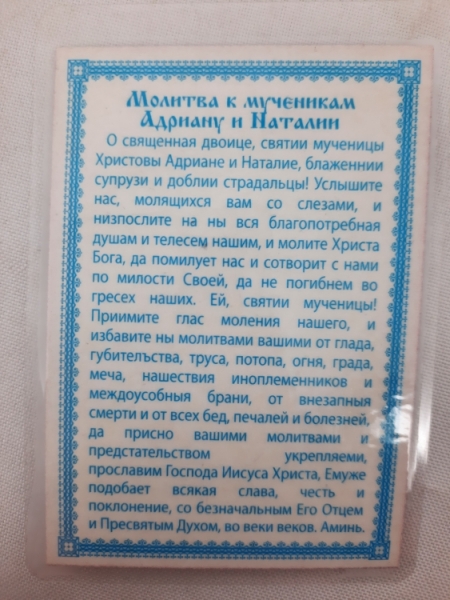 Молитва к мученикам
Адриану и Наталии
О священная двоице, святии мученицы
Христовы Адриане и Наталие, блаженнии
супрузи и доблии страдальцы! Услышите
нас, молящихся вам со слезами, и
низпослите на ны вся благопотребная
душам и телесем нашим, и молите Христа
Бога, да помилует нас и сотворит с нами
по милости Своей, да не погибнем во
гресех наших. Ей, святии мученицы!
Приимите глас моления нашего, и
избавите ны молитвами вашими от глада,
губительства, труса, потопа, огня, града,
меча, нашествия иноплеменников и
междоусобныя брани, от внезапныя
смерти и от всех бед, печалей и болезней,
да присно вашими молитвами и
предстательством укрепляеми,
прославим Господа Иисуса Христа, Емуже
подобает всякая слава, честь и
поклонение, со безначальным Его Отцем
и Пресвятым Духом, во веки веков. Аминь.